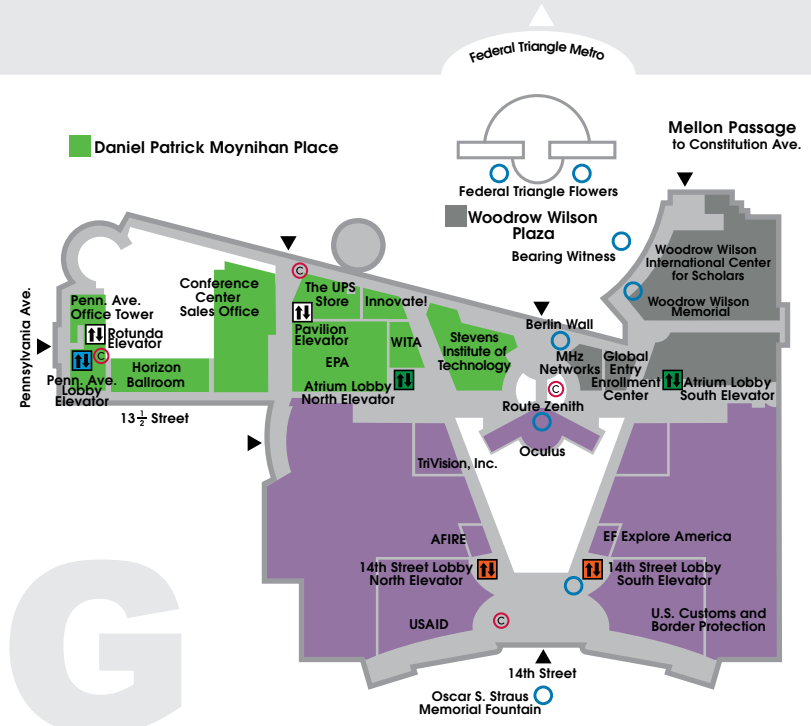 Federal Triangle Metro
Mellon Passage
to Constitution Ave.
Daniel Patrick Moynihan Place
Federal Triangle Flowers
Woodrow Wilson
Plaza
Bearing Witness
Woodrow Wilson
International Center
for Scholars
Woodrow Wilson
Memorial
C
The UPS
Store
Innovate!
Conference
Center
Sales Office
Penn. Ave.
Office Tower
Rotunda
Elevator
C
Pennsylvania Ave.
Penn. Ave.
Lobby
Elevator
Horizon
Ballroom
13 1/2 Street
Pavilion
Elevator
WITA
EPA
Atrium Lobby
North Elevator
Stevens
Institute of
Technology
Berlin Wall
MHz
Networks
Global
Entry
Enrollment
Center
Atrium Lobby
South Elevator
C
Route Zenith
Oculus
TriVision, Inc.
AFIRE
EF Explore America
14th Street Lobby
North Elevator
14th Street Lobby
South Elevator
USAID
C
U.S. Customs and
Border Protection
G
14th Street
Oscar S. Straus
Memorial Fountain